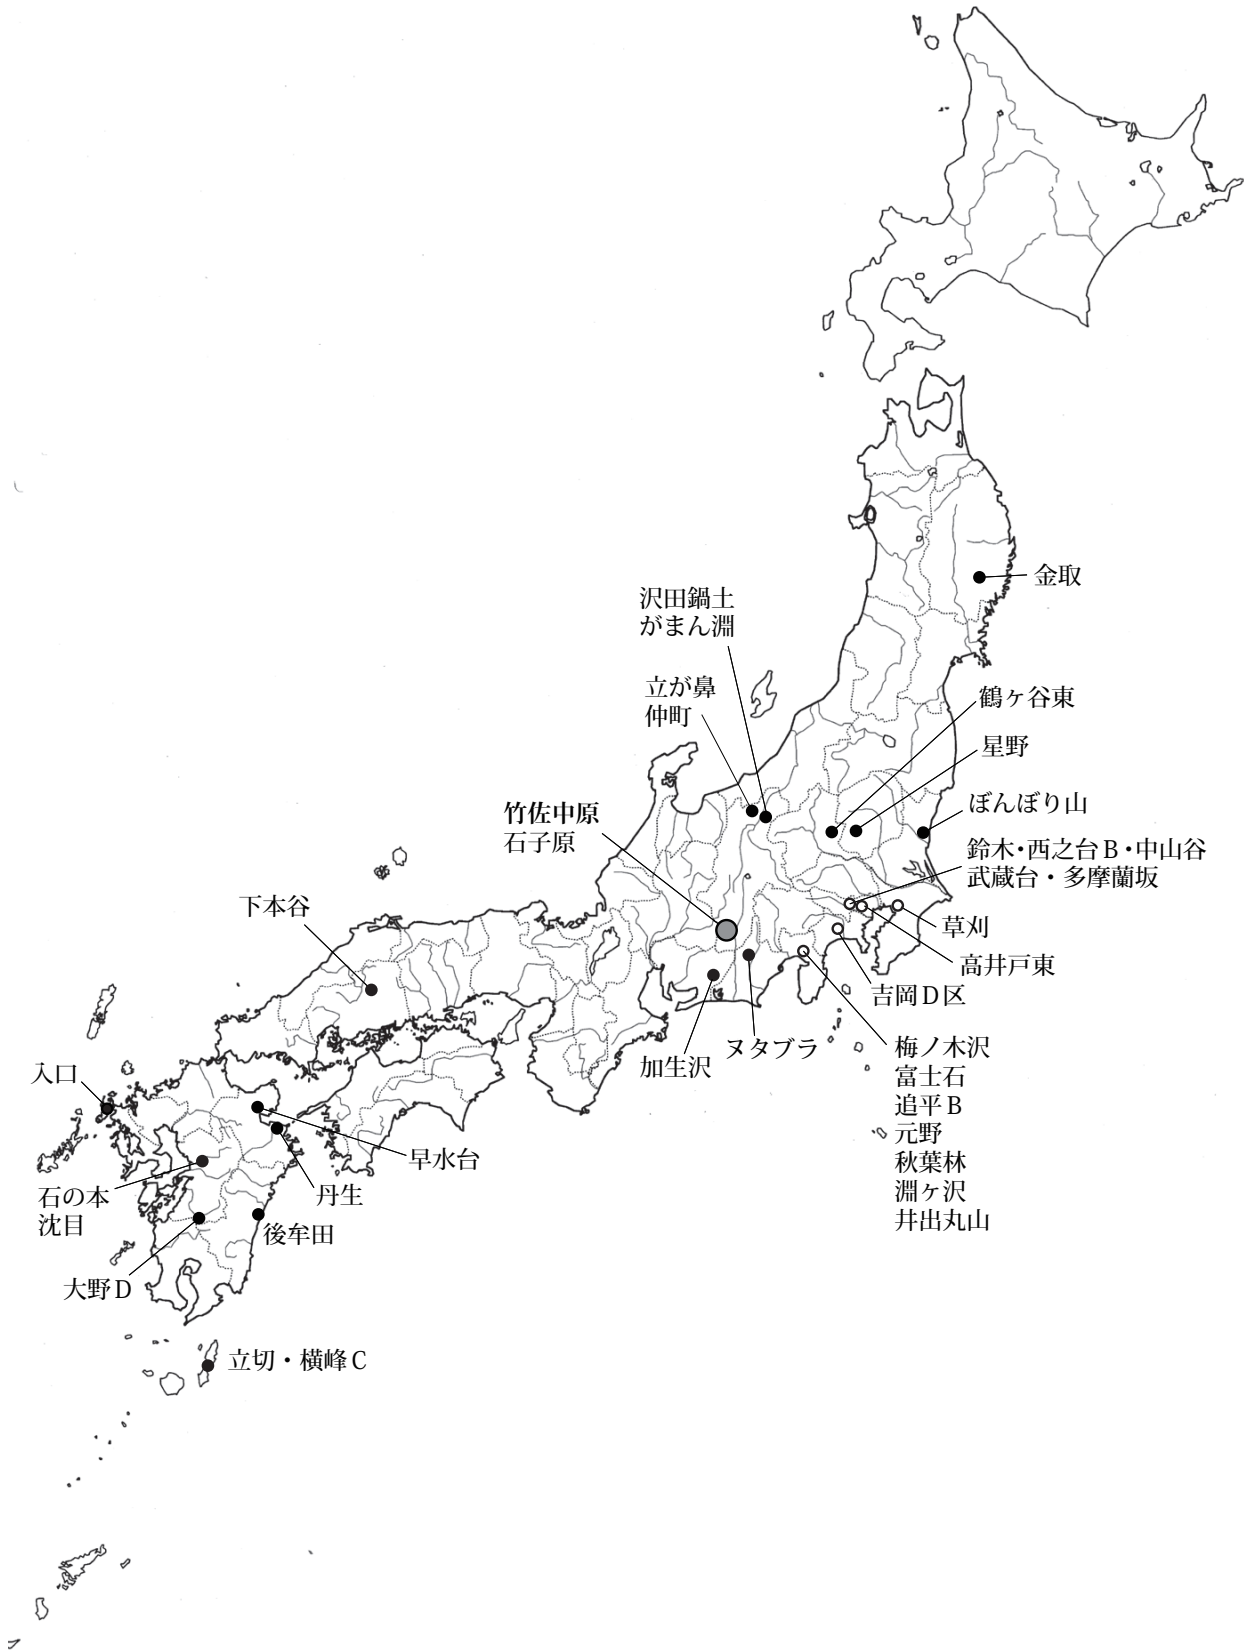 金取
沢田鍋土
がまん淵
立が鼻
仲町
鶴ヶ谷東
星野
ぼんぼり山
竹佐中原
石子原
鈴木・西之台B・中山谷
武蔵台・多摩蘭坂
下本谷
草刈
高井戸東
吉岡D区
加生沢
ヌタブラ
梅ノ木沢
富士石
追平B
元野
秋葉林
淵ヶ沢
井出丸山
入口
早水台
石の本
沈目
丹生
後牟田
大野D
立切・横峰C